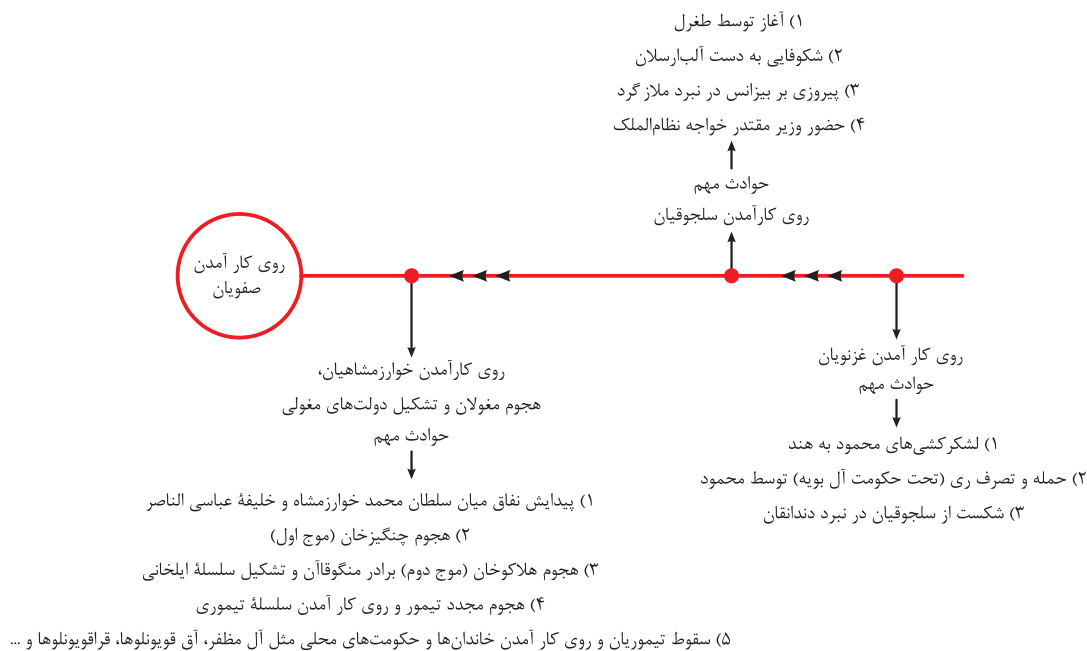 ۱) آغاز توسط طغرل
۲) شکوفایی به دست آلب‌ارسلان
۳) پیروزی بر بیزانس در نبرد ملازگرد
۴) حضور وزیر مقتدر خواجه نظام‌الملک
حوادث مهم
روی کارآمدن سلجوقیان
روی کار آمدن غزنویان
حوادث مهم
۱) لشکرکشی‌های محمود به هند
۲) حمله و تصرف ری (تحت حکومت آل بویه) توسط محمود
۳) شکست از سلجوقیان در نبرد دندانقان
روی کارآمدن خوارزمشاهیان،
هجوم مغولان و تشکیل دولت‌های مغولی
حوادث مهم
۱) پیدایش نفاق میان سلطان محمد خوارزمشاه و خلیفۀ عباسی الناصر
۲) هجوم چنگیزخان (موج اول)
۳) هجوم هلاکوخان (موج دوم) برادر منگوقاآن و تشکیل سلسلۀ ایلخانی
۴) هجوم مجدد تیمور و روی کار آمدن سلسلۀ تیموری
۵) سقوط تیموریان و روی کار آمدن خاندان‌ها و حکومت‌های محلی مثل آل مظفر، آق قویونلوها، قراقویونلوها و ...
روی کار آمدن
صفویان